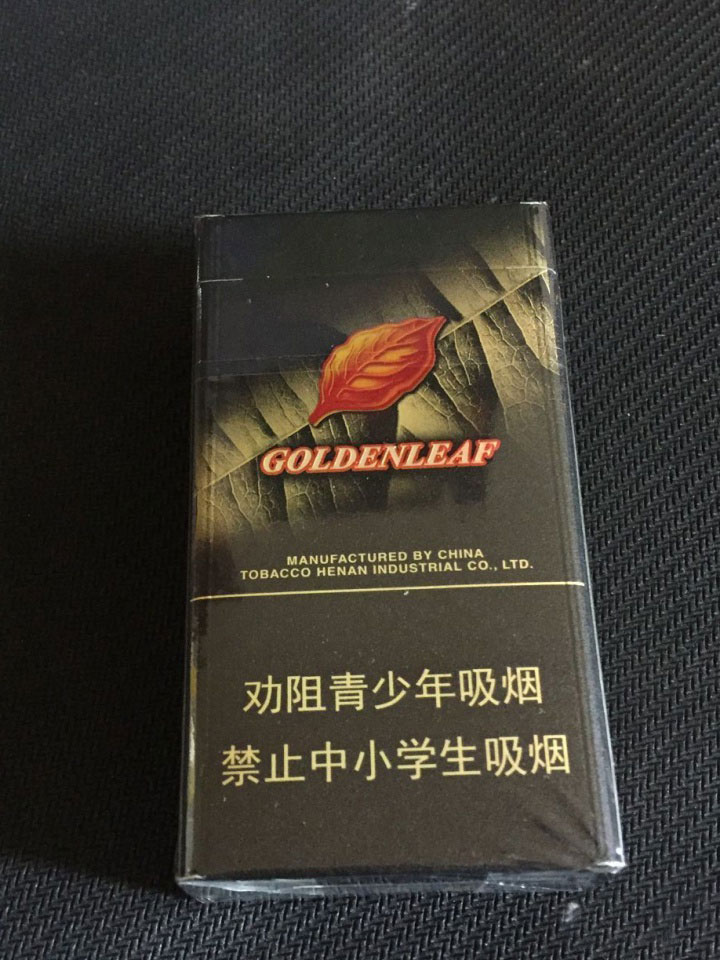 GOLDENLEAF
MANUFACTURED BY CHINA
TOBACCO HENAN INDUSTRIAL CO., LTD.
劝阻青少年吸烟
禁止中小学生吸烟